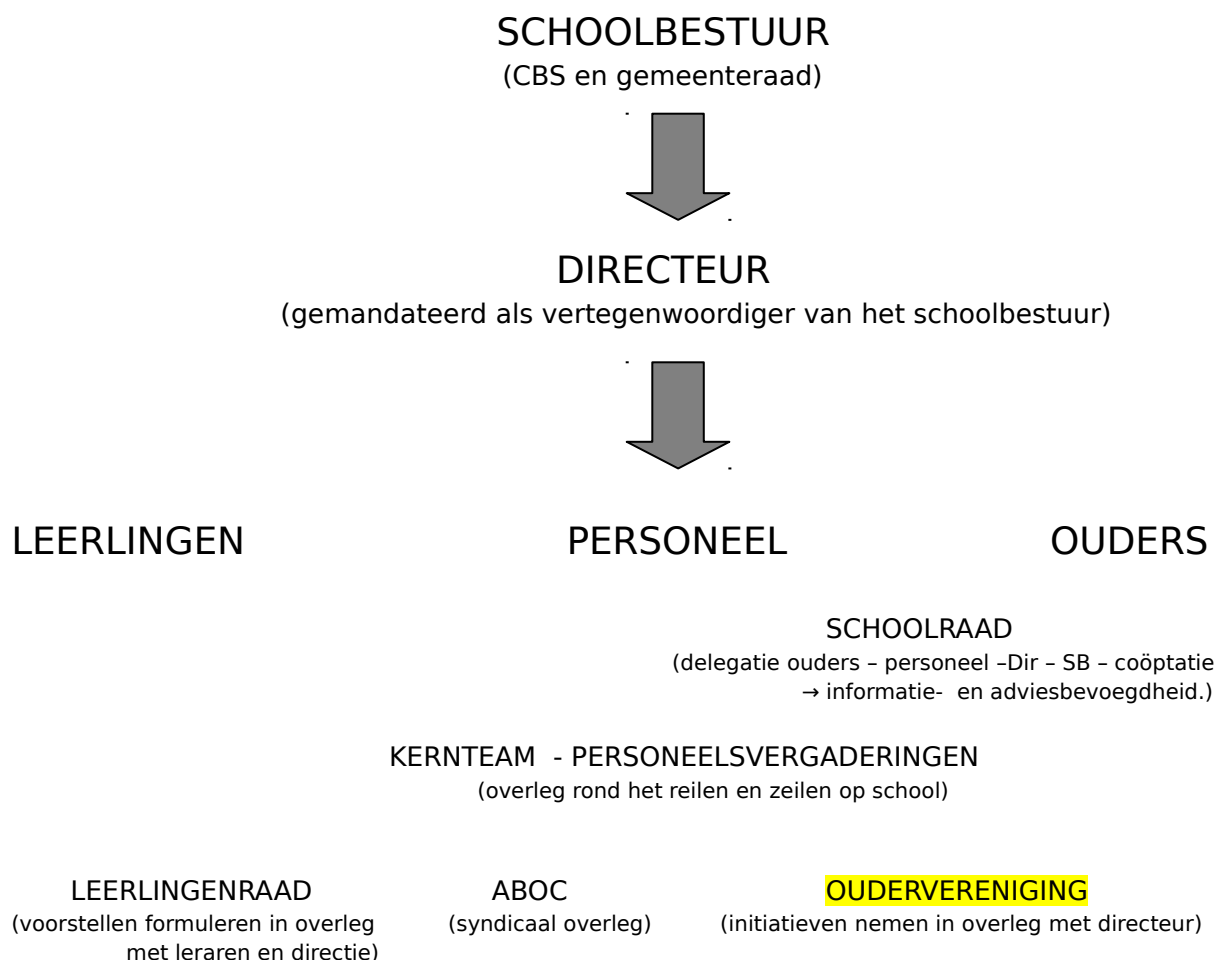 SCHOOLBESTUUR
(CBS en gemeenteraad)
DIRECTEUR
(gemandateerd als vertegenwoordiger van het schoolbestuur)
LEERLINGEN PERSONEEL OUDERS
SCHOOLRAAD
(delegatie ouders – personeel –Dir – SB – coöptatie
→ informatie- en adviesbevoegdheid.)
KERNTEAM - PERSONEELSVERGADERINGEN
(overleg rond het reilen en zeilen op school)
LEERLINGENRAAD ABOC OUDERVERENIGING
(voorstellen formuleren in overleg (syndicaal overleg) (initiatieven nemen in overleg met directeur)
met leraren en directie)